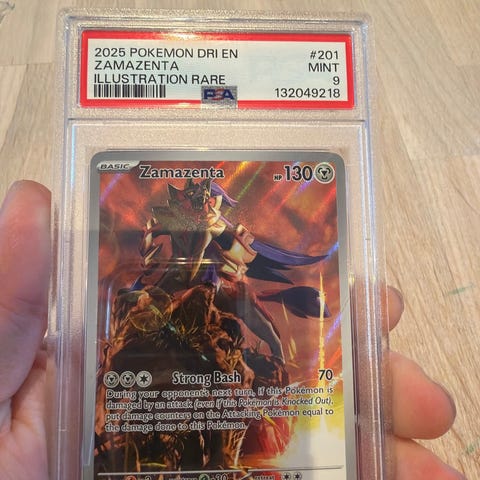 2025 POKEMON DRI EN #201
ZAMAZENTA MINT
ILLUSTRATION RARE 9
PSA 132049218
BASIC Zamazenta HP 130
Strong Bash 70
During your opponent's next turn, if this Pokémon is
damaged by an attack (even if this Pokémon is Knocked Out),
put damage counters on the Attacking Pokémon equal to
the damage done to this Pokémon.
×2 -30